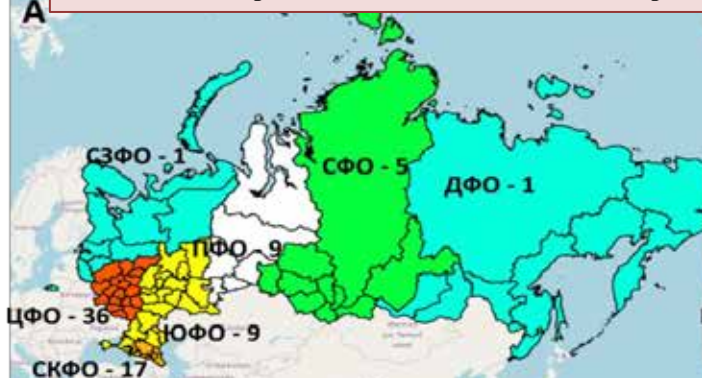 А
СЗФО - 1
СФО - 5
ДФО - 1
ПФО - 9
ЦФО - 36
ЮФО - 9
СКФО - 17